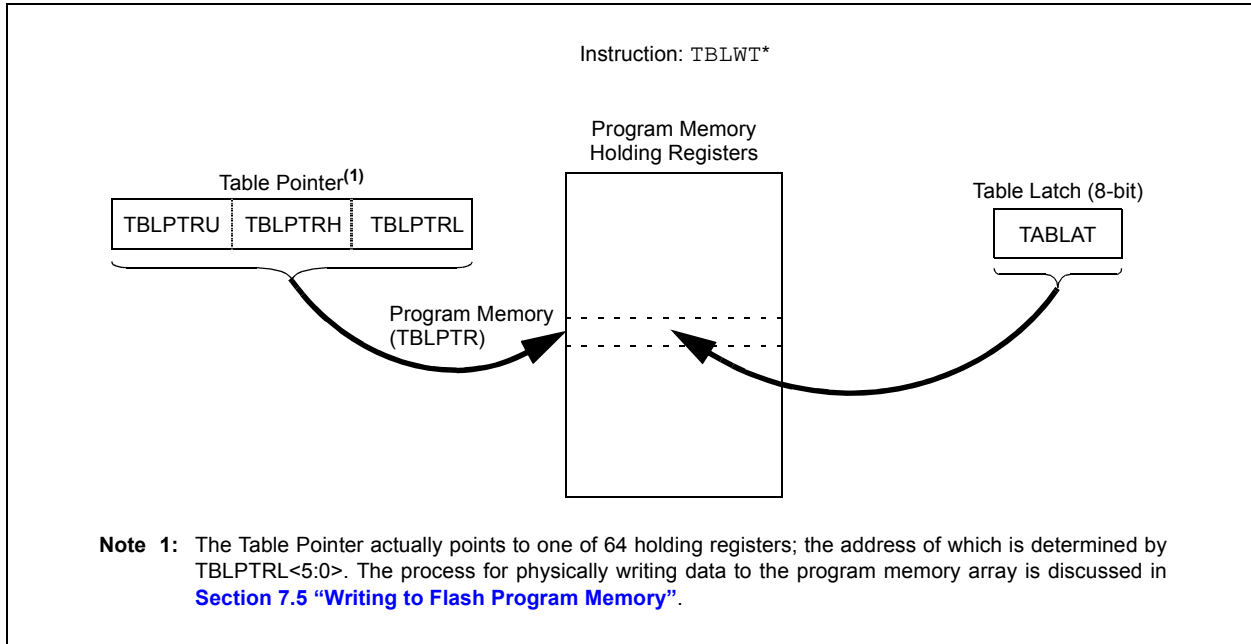 Instruction: TBLWT*
Program Memory
Holding Registers
Table Pointer(1)
Table Latch (8-bit)
TBLPTRU TBLPTRH TBLPTRL
TABLAT
Program Memory
(TBLPTR)
Note 1: The Table Pointer actually points to one of 64 holding registers; the address of which is determined by
TBLPTRL<5:0>. The process for physically writing data to the program memory array is discussed in
Section 7.5 “Writing to Flash Program Memory”.